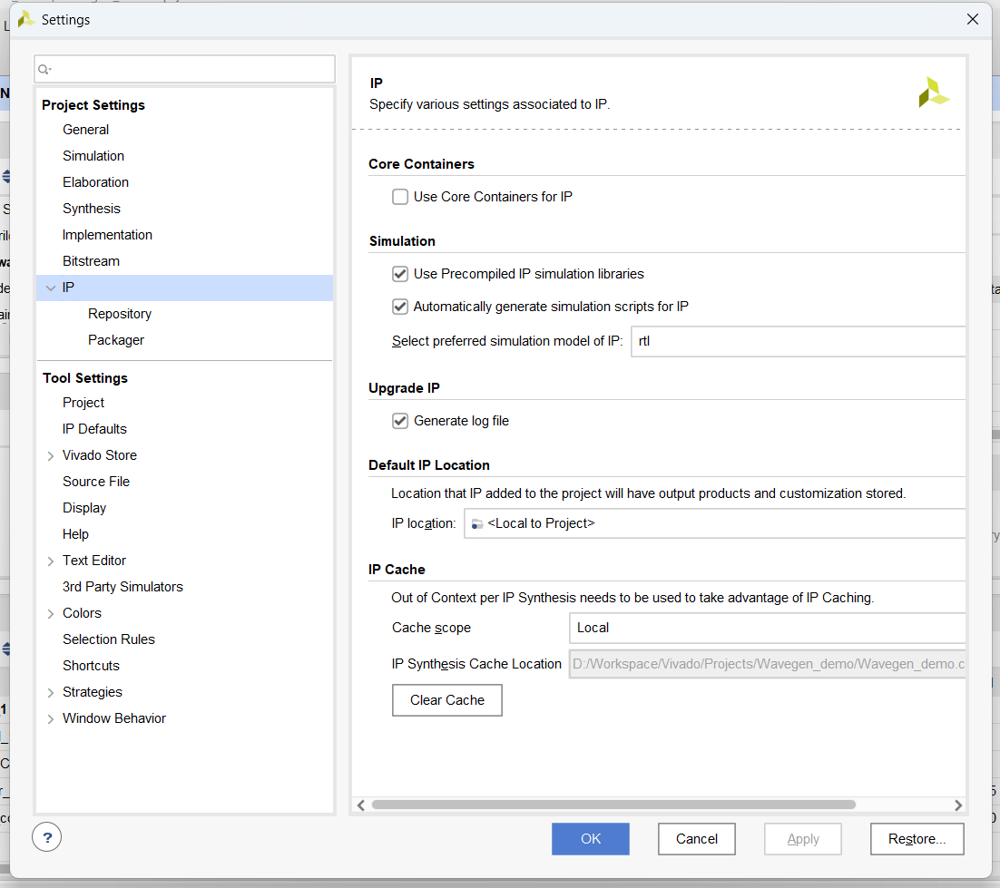 Settings
Project Settings
General
Simulation
Elaboration
Synthesis
Implementation
Bitstream
IP
Repository
Packager
Tool Settings
Project
IP Defaults
Vivado Store
Source File
Display
Help
Text Editor
3rd Party Simulators
Colors
Selection Rules
Shortcuts
Strategies
Window Behavior
IP
Specify various settings associated to IP.
Core Containers
Use Core Containers for IP
Simulation
Use Precompiled IP simulation libraries
Automatically generate simulation scripts for IP
Select preferred simulation model of IP: rtl
Upgrade IP
Generate log file
Default IP Location
Location that IP added to the project will have output products and customization stored.
IP location: <Local to Project>
IP Cache
Out of Context per IP Synthesis needs to be used to take advantage of IP Caching.
Cache scope Local
IP Synthesis Cache Location D:/Workspace/Vivado/Projects/Wavegen_demo/Wavegen_demo.c
Clear Cache
? OK Cancel Apply Restore...